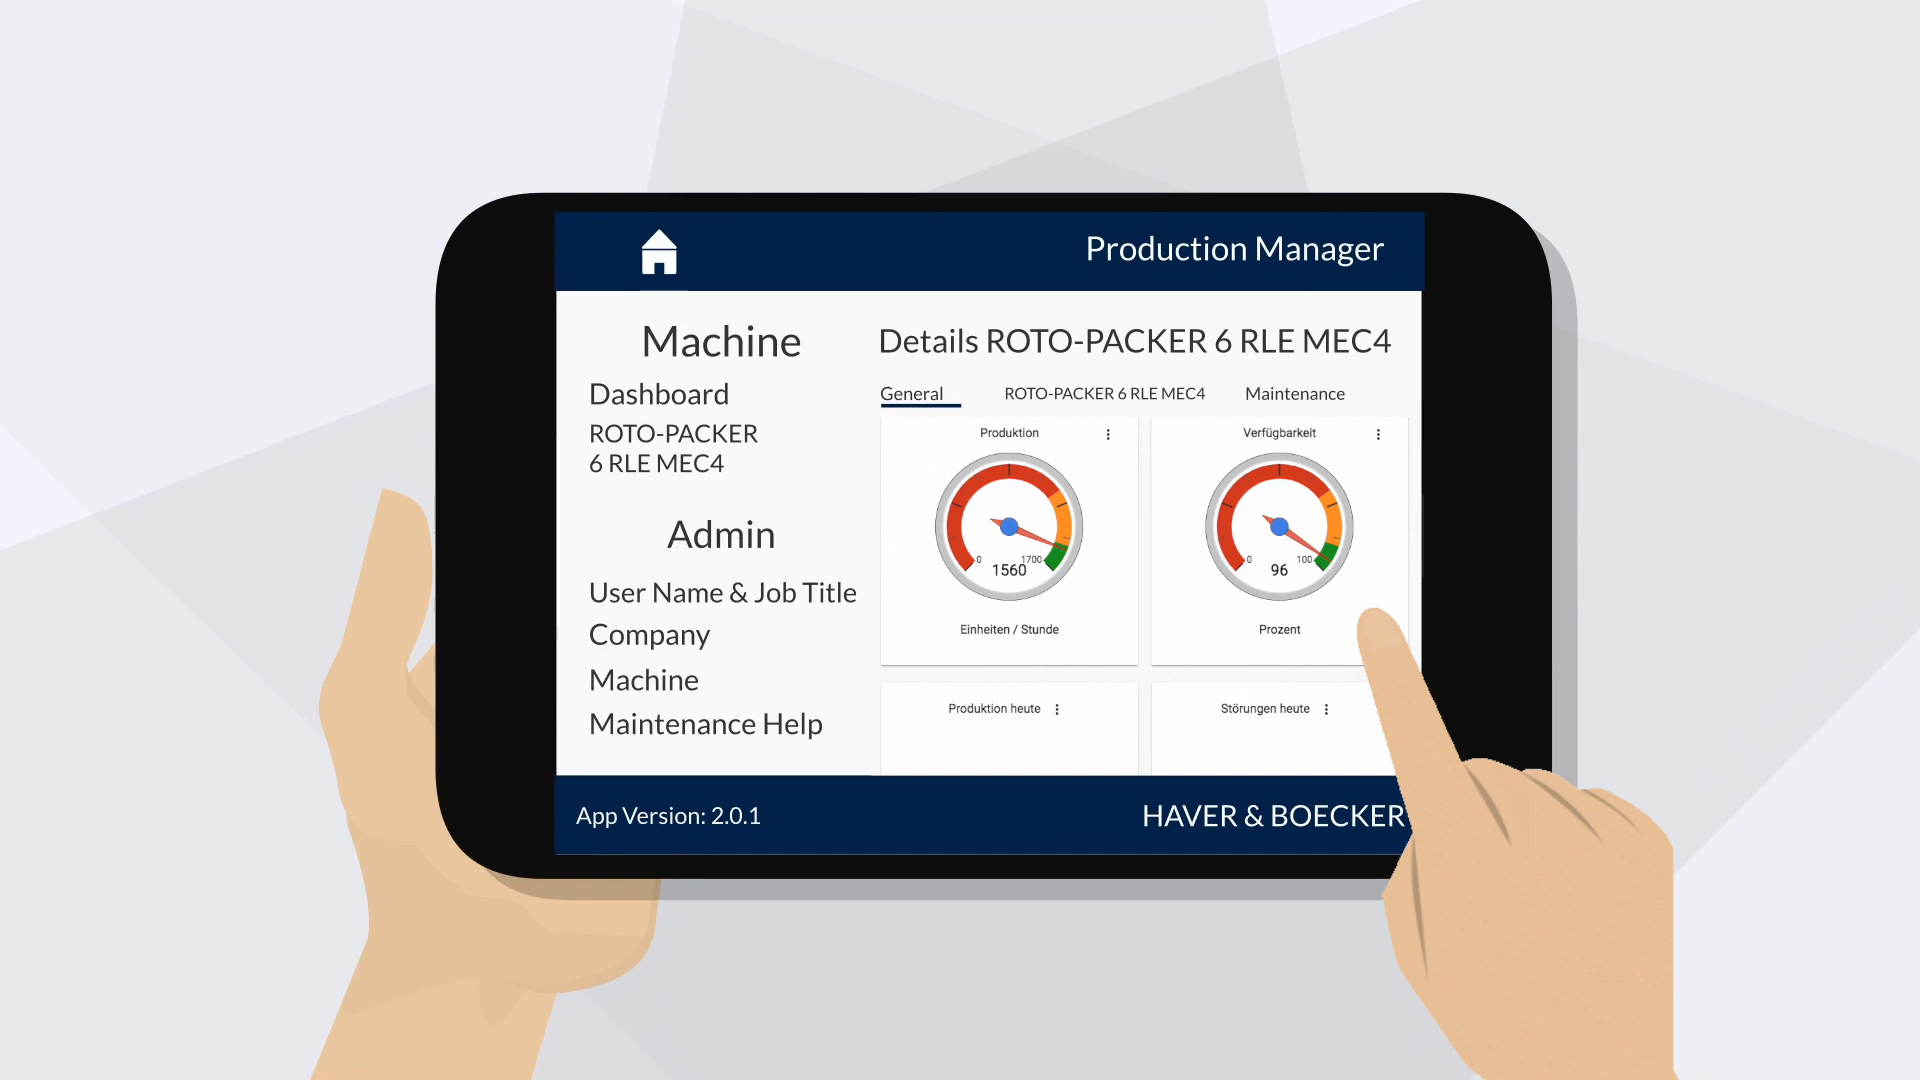 Production Manager
Machine
Dashboard
ROTO-PACKER
6 RLE MEC4
Admin
User Name & Job Title
Company
Machine
Maintenance Help
Details ROTO-PACKER 6 RLE MEC4
General ROTO-PACKER 6 RLE MEC4 Maintenance
Produktion
0 1700
1560
Einheiten / Stunde
Verfügbarkeit
0 100
96
Prozent
Produktion heute
Störungen heute
App Version: 2.0.1
HAVER & BOECKER